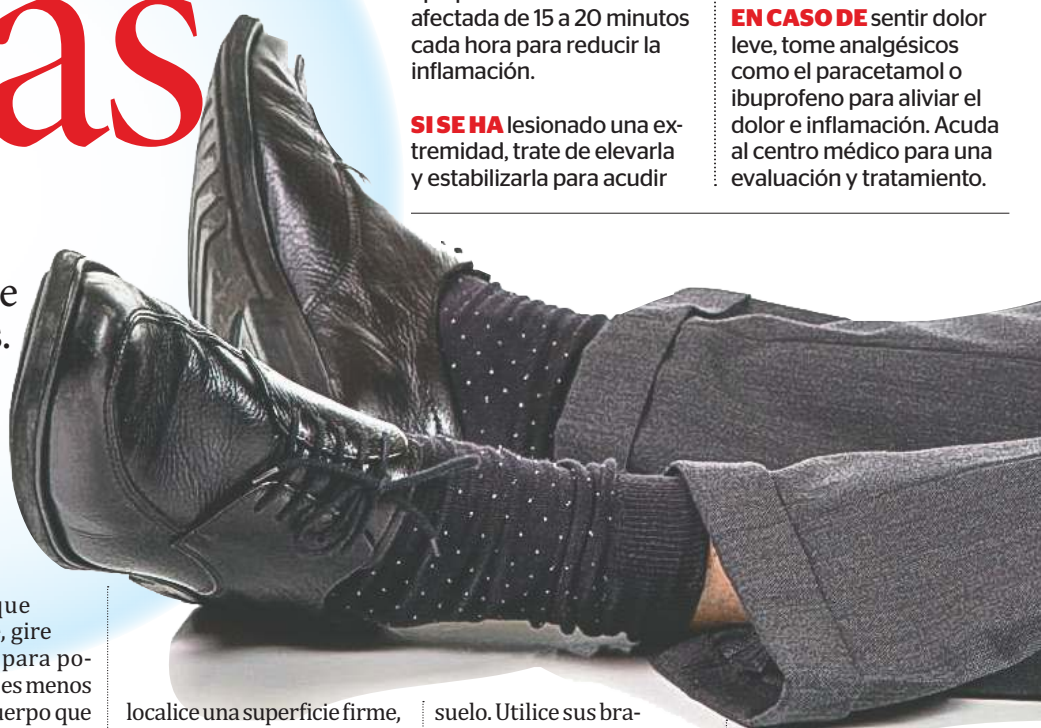 as
afectada de 15 a 20 minutos
cada hora para reducir la
inflamación.
SI SE HA lesionado una ex-
tremidad, trate de elevarla
y estabilizarla para acudir
EN CASO DE sentir dolor
leve, tome analgésicos
como el paracetamol o
ibuprofeno para aliviar el
dolor e inflamación. Acuda
al centro médico para una
evaluación y tratamiento.
e
s.
que
, gire
para po-
es menos
uerpo que
localice una superficie firme,
suelo. Utilice sus bra-